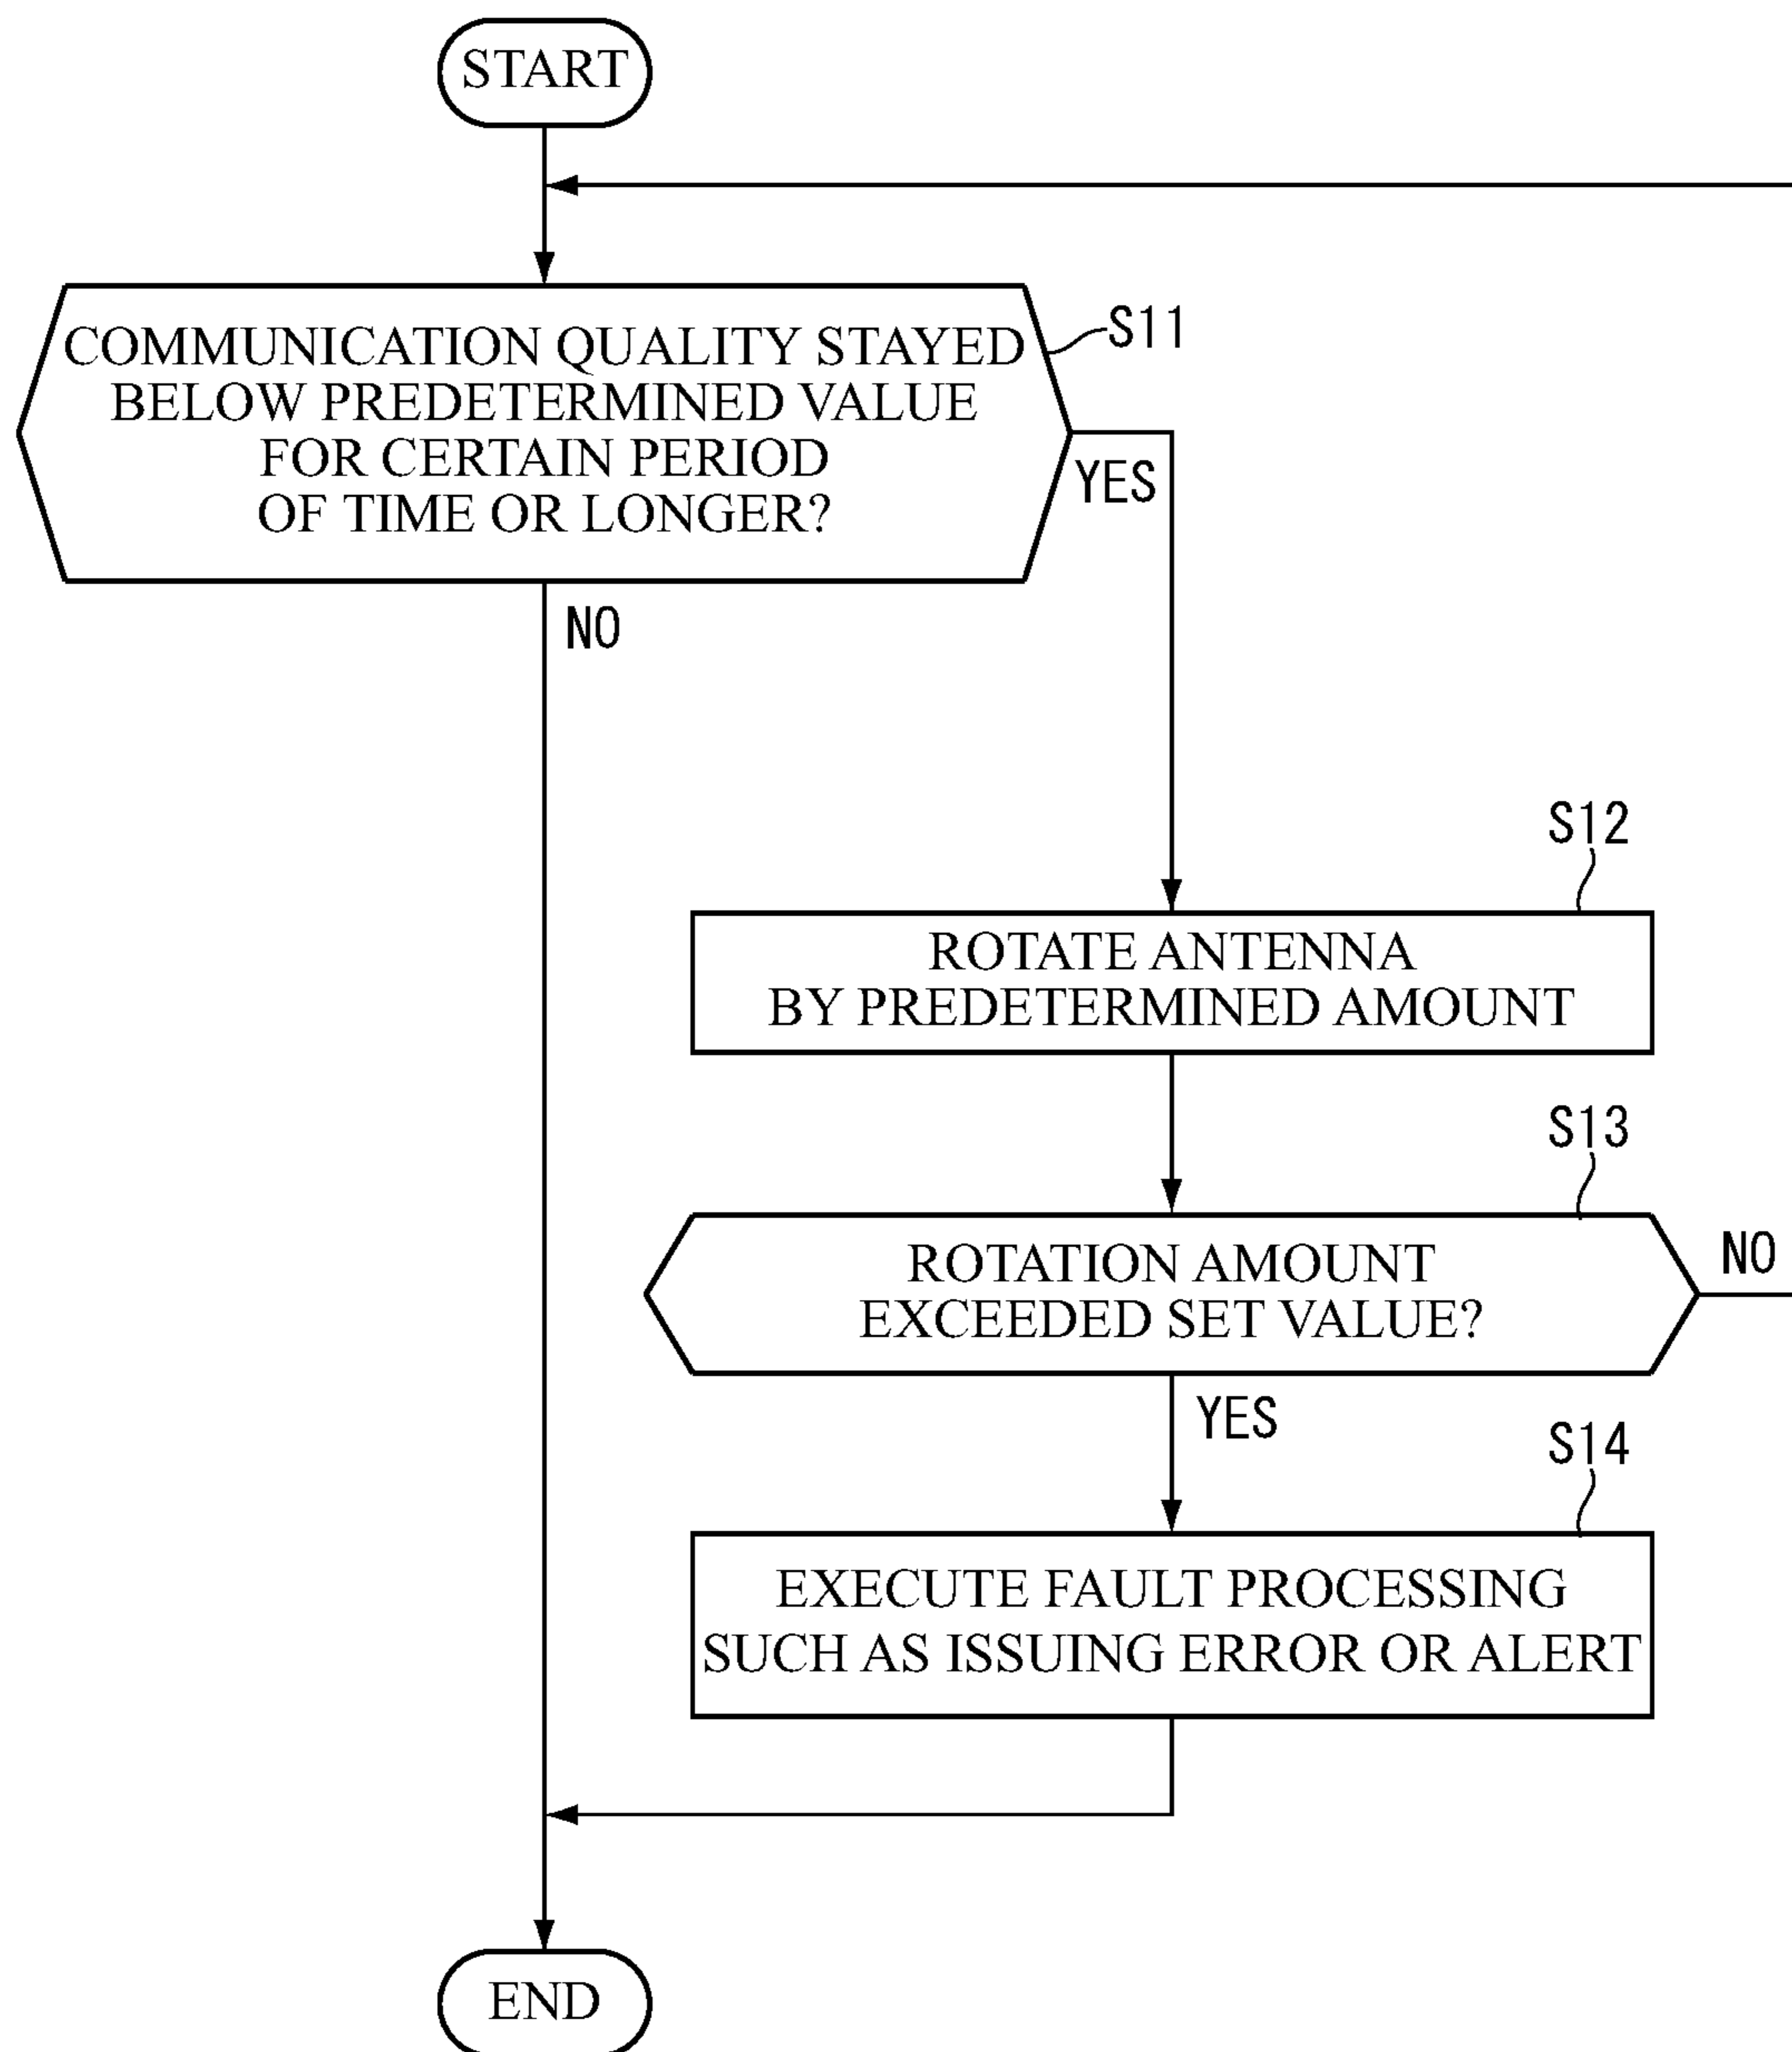 START
COMMUNICATION QUALITY STAYED
BELOW PREDETERMINED VALUE
FOR CERTAIN PERIOD
OF TIME OR LONGER?
S11
YES
NO
S12
ROTATE ANTENNA
BY PREDETERMINED AMOUNT
S13
ROTATION AMOUNT
EXCEEDED SET VALUE?
NO
YES
S14
EXECUTE FAULT PROCESSING
SUCH AS ISSUING ERROR OR ALERT
END